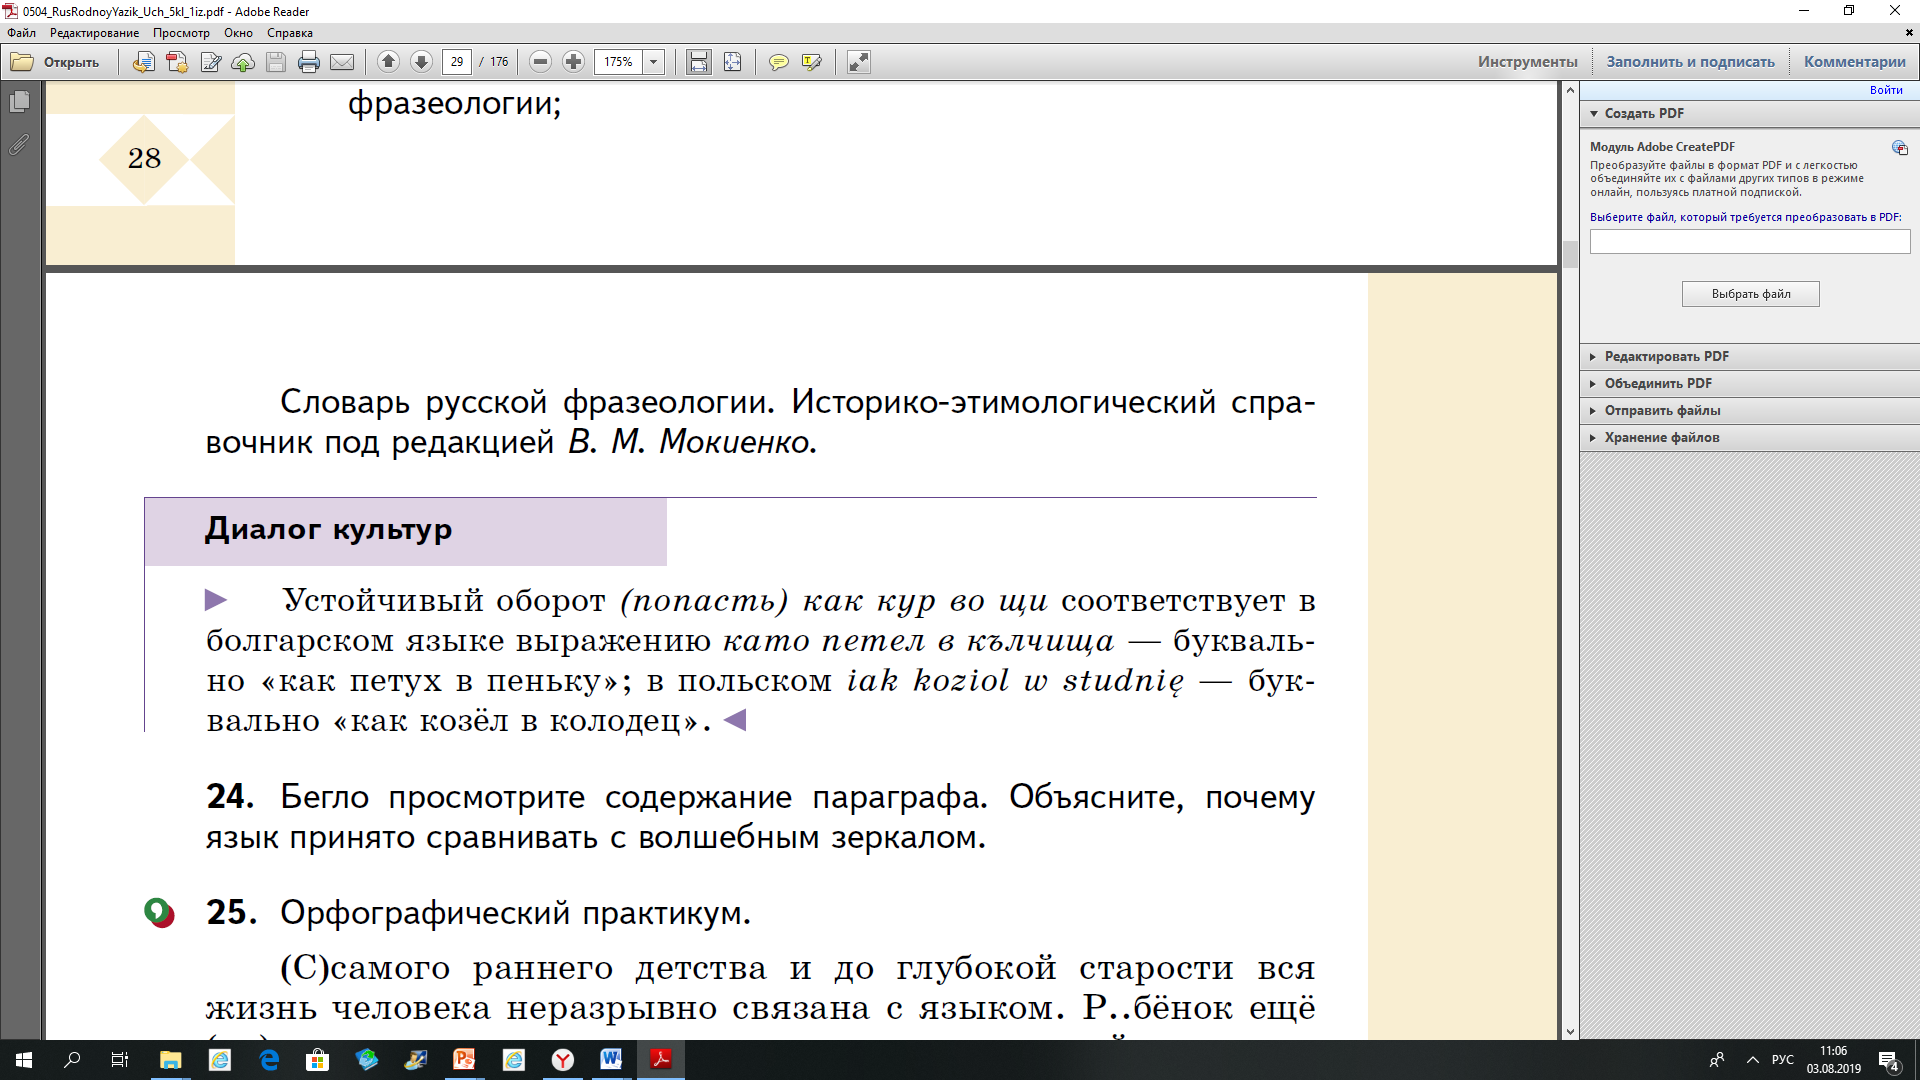 0504_RusRodnoyYazik_Uch_5kl_1iz.pdf - Adobe Reader
Файл Редактирование Просмотр Окно Справка
Открыть 29 / 176 175% Инструменты Заполнить и подписать Комментарии
Войти
Создать PDF
Модуль Adobe CreatePDF
Преобразуйте файлы в формат PDF и с легкостью
объединяйте их с файлами других типов в режиме
онлайн, пользуясь платной подпиской.
Выберите файл, который требуется преобразовать в PDF:
Выбрать файл
Редактировать PDF
Объединить PDF
Отправить файлы
Хранение файлов
фразеологии;
28
Словарь русской фразеологии. Историко-этимологический спра-
вочник под редакцией В. М. Мокиенко.
Диалог культур
Устойчивый оборот (попасть) как кур во щи соответствует в
болгарском языке выражению като петел в кълчища — букваль-
но «как петух в пеньку»; в польском iak koziol w studnię — бук-
вально «как козёл в колодец».
24. Бегло просмотрите содержание параграфа. Объясните, почему
язык принято сравнивать с волшебным зеркалом.
25. Орфографический практикум.
(С)самого раннего детства и до глубокой старости вся
жизнь человека неразрывно связана с языком. Р..бёнок ещё
РУС
11:06
03.08.2019
4